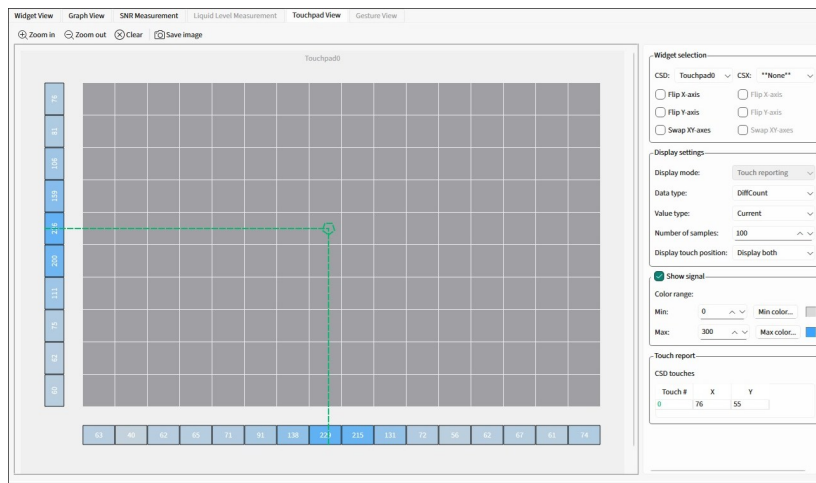 Widget View Graph View SNR Measurement Liquid Level Measurement Touchpad View Gesture View
Zoom in Zoom out Clear Save image
Touchpad0
76
81
106
159
200
111
75
62
60
63 46 62 65 71 91 138 229 215 131 72 56 62 67 61 74
Widget selection
CSD: Touchpad0 CSX: **None**
Flip X-axis Flip X-axis
Flip Y-axis Flip Y-axis
Swap XY-axes Swap XY-axes
Display settings
Display mode: Touch reporting
Data type: DiffCount
Value type: Current
Number of samples: 100
Display touch position: Display both
Show signal
Color range:
Min: 0 Min color...
Max: 300 Max color...
Touch report
CSD touches
Touch # X Y
0 76 55